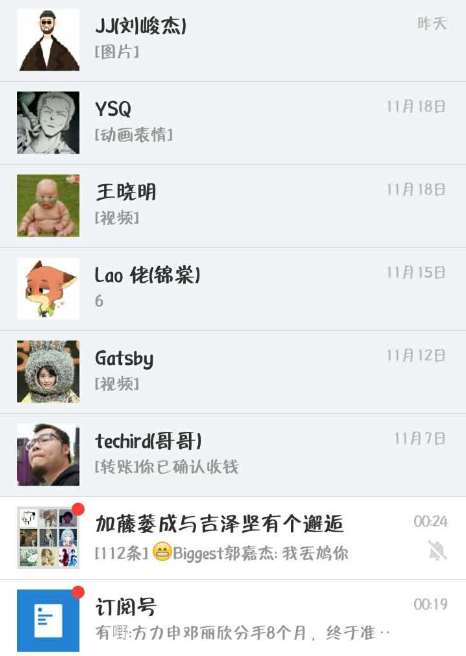 JJ(刘峻杰)
昨天
[图片]
YSQ
11月18日
[动画表情]
王晓明
11月18日
[视频]
Lao 佬(锦棠)
11月15日
6
Gatsby
11月12日
[视频]
techird(哥哥)
11月7日
[转账]你已确认收钱
加藤蒌成与吉泽坚有个邂逅
00:24
[112条] 😁Biggest郭嘉杰: 我丢鸠你
订阅号
00:19
有嘢:方力申邓丽欣分手8个月，终于准··